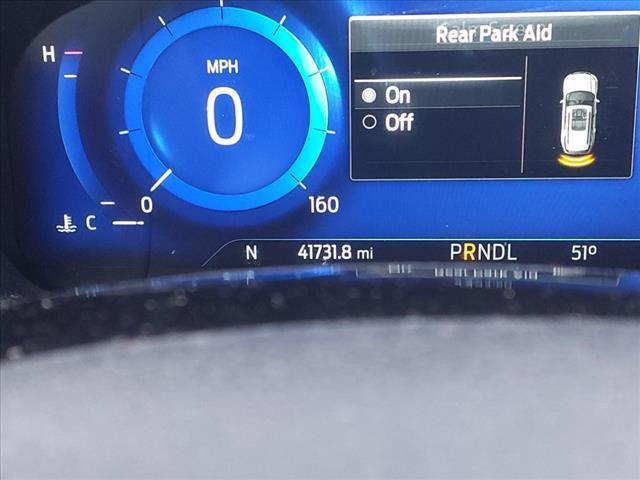 Rear Park Aid
H
MPH
On
0
Off
0
160
C
N 41731.8 mi PRNDL 51°